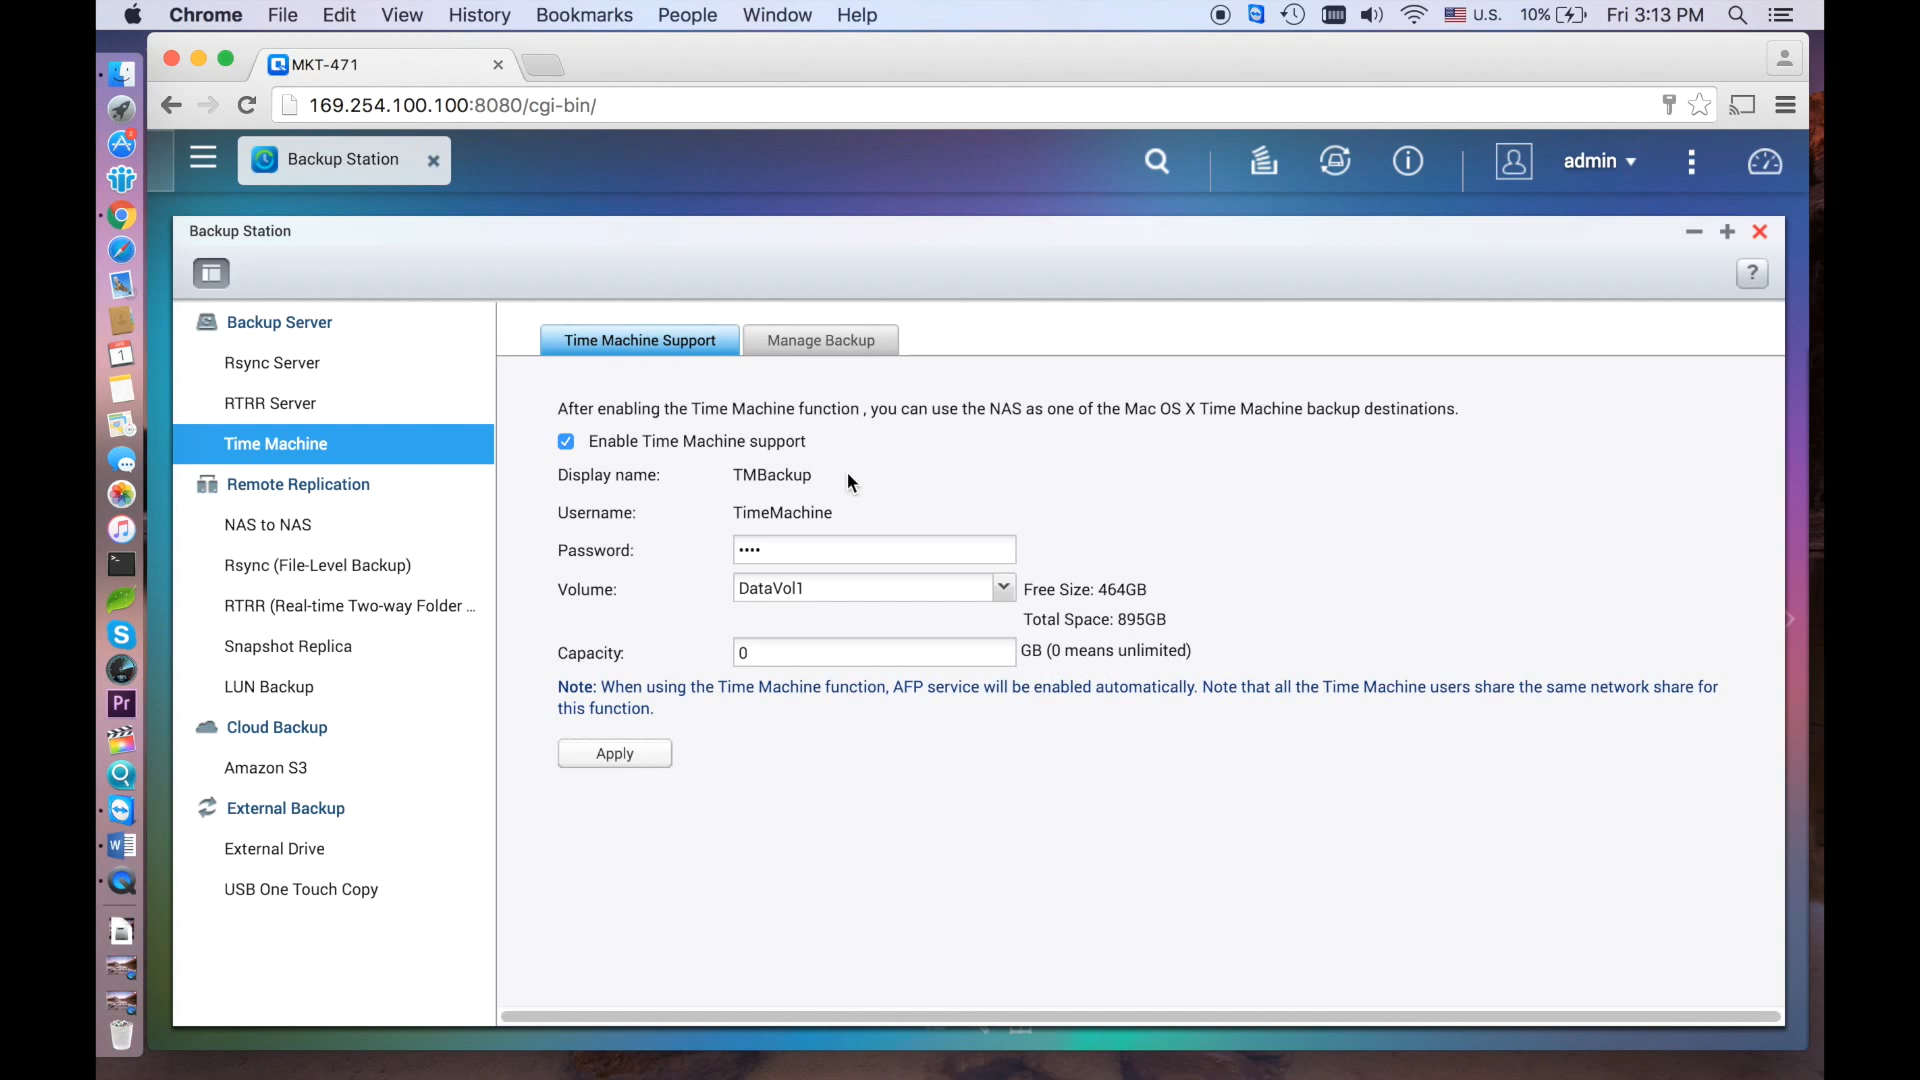 Chrome File Edit View History Bookmarks People Window Help U.S. 10% Fri 3:13 PM
MKT-471
169.254.100.100:8080/cgi-bin/
Backup Station admin
Backup Station
?
Backup Server
Rsync Server
RTRR Server
Time Machine
Remote Replication
NAS to NAS
Rsync (File-Level Backup)
RTRR (Real-time Two-way Folder ...
Snapshot Replica
LUN Backup
Cloud Backup
Amazon S3
External Backup
External Drive
USB One Touch Copy
Time Machine Support Manage Backup
After enabling the Time Machine function , you can use the NAS as one of the Mac OS X Time Machine backup destinations.
Enable Time Machine support
Display name: TMBackup
Username: TimeMachine
Password: ••••
Volume: DataVol1 Free Size: 464GB
Total Space: 895GB
Capacity: 0 GB (0 means unlimited)
Note: When using the Time Machine function, AFP service will be enabled automatically. Note that all the Time Machine users share the same network share for
this function.
Apply
2
1
S
Pr
W